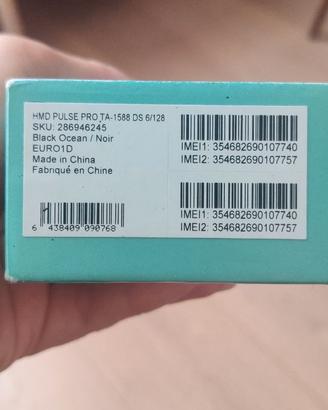 HMD PULSE PRO TA-1588 DS 6/128
SKU: 286946245
Black Ocean / Noir
EURO1D
Made in China
Fabriqué en Chine
6 438409 090768
IMEI1: 354682690107740
IMEI2: 354682690107757
IMEI1: 354682690107740
IMEI2: 354682690107757